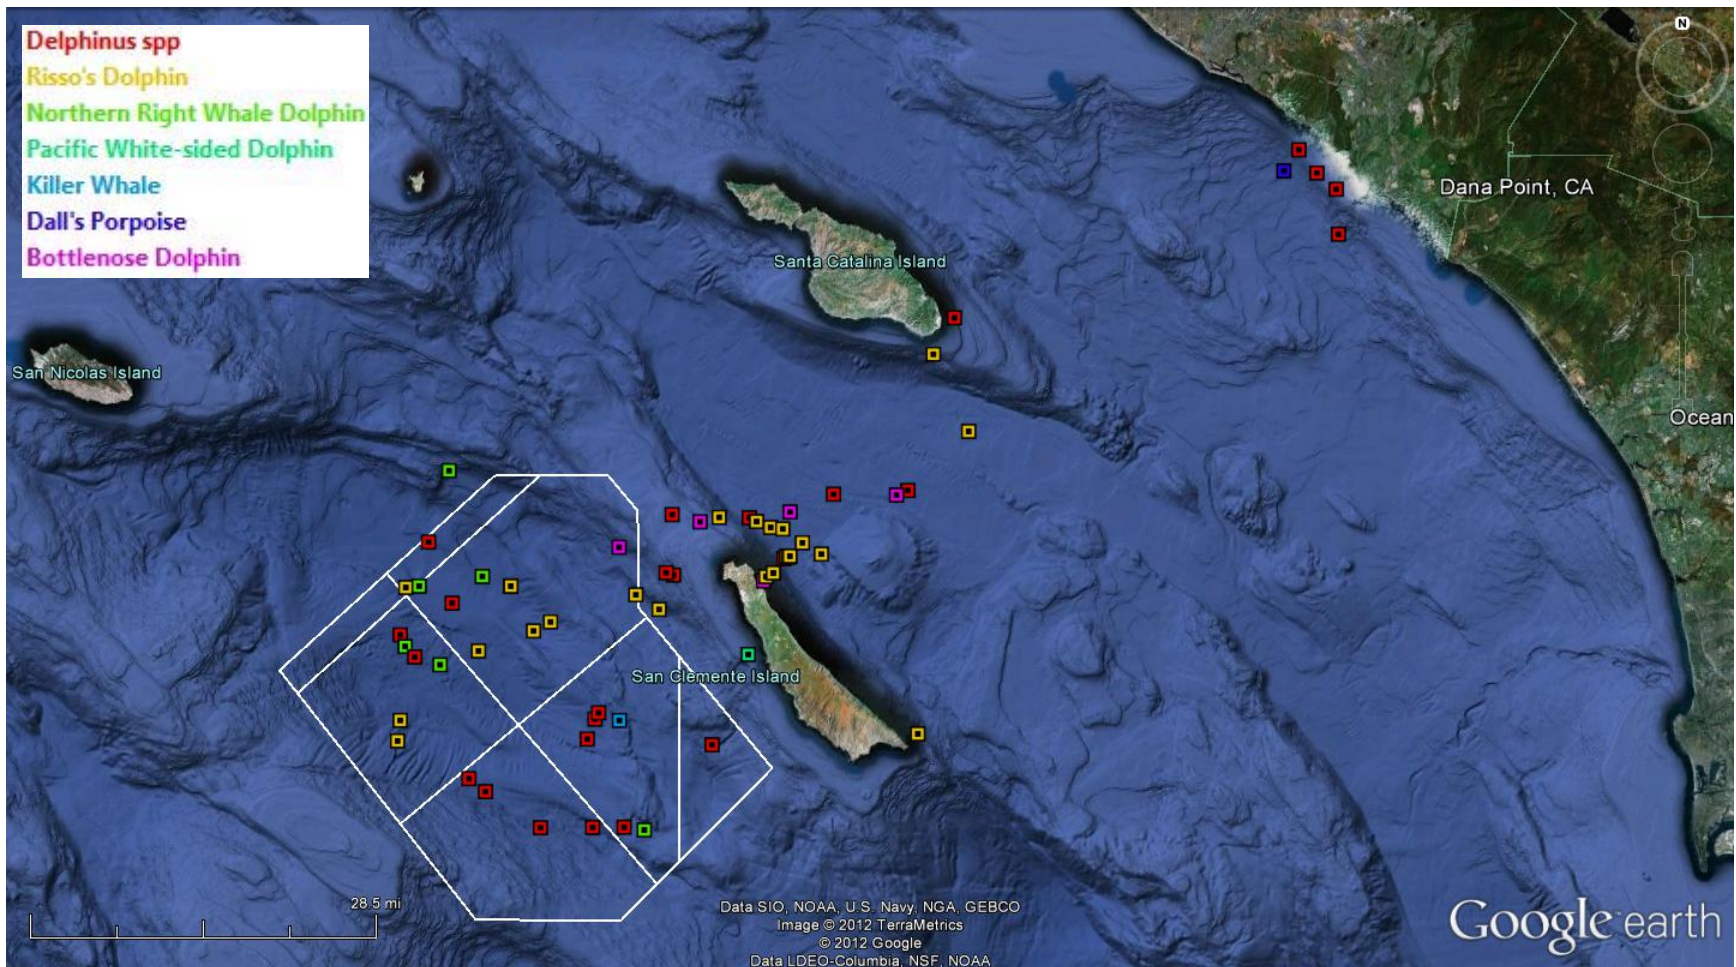 Delphinus spp
Risso's Dolphin
Northern Right Whale Dolphin
Pacific White-sided Dolphin
Killer Whale
Dall's Porpoise
Bottlenose Dolphin
N
Dana Point, CA
Santa Catalina Island
San Nicolas Island
Ocean
San Clemente Island
28.5 mi
Data SIO, NOAA, U.S. Navy, NGA, GEBCO
Image © 2012 TerraMetrics
© 2012 Google
Data LDEO-Columbia, NSF, NOAA
Google earth